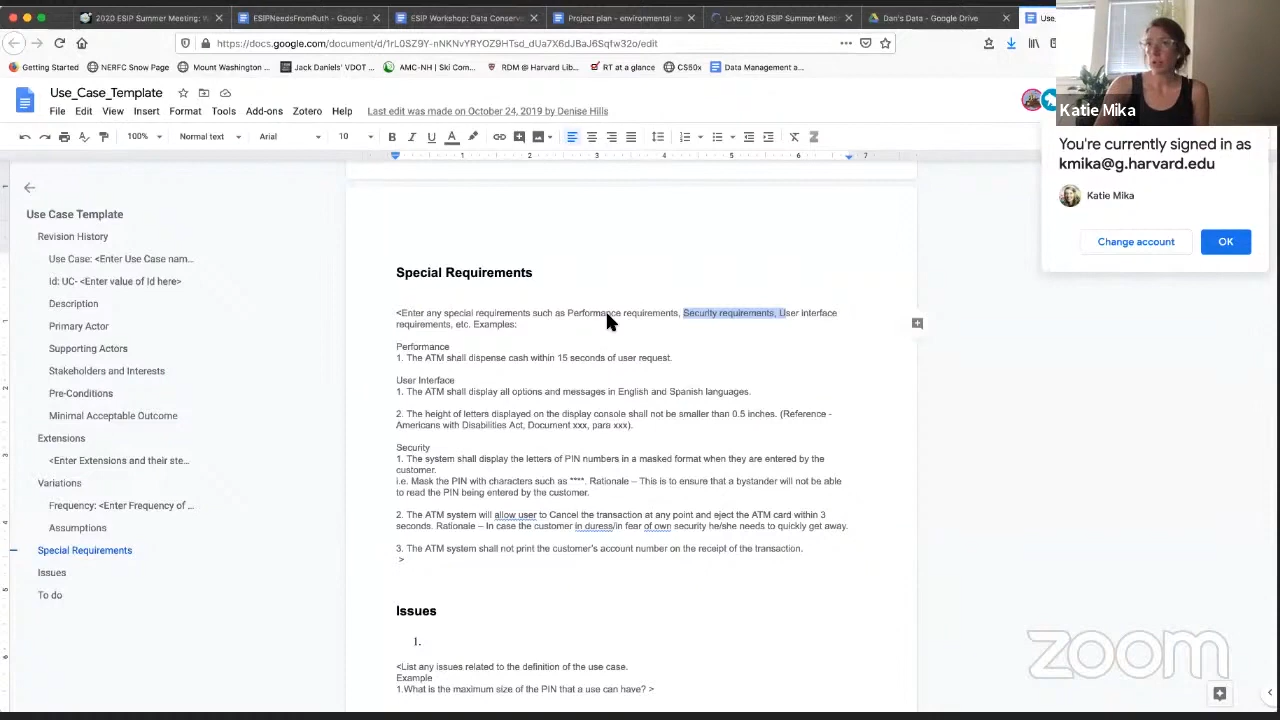 2020 ESIP Summer Meeting: W
ESIPNeedsFromRuth - Google
ESIP Workshop: Data Conserva
Project plan - environmental s
Live: 2020 ESIP Summer Meet
Dan's Data - Google Drive
Use_
https://docs.google.com/document/d/1rL0SZ9Y-nNKNvYRYOZ9HTsd_dUa7X6dJBaJ6Sqfw32o/edit
Getting Started
NERFC Snow Page
Mount Washington ...
Jack Daniels' VDOT ...
AMC-NH | Ski Com...
RDM @ Harvard Lib...
RT at a glance
CS50x
Data Management a...
Use_Case_Template
File Edit View Insert Format Tools Add-ons Zotero Help Last edit was made on October 24, 2019 by Denise Hills
100% Normal text Arial 10 B I U A
1 2 3 4 5 6 7
Katie Mika
You're currently signed in as
kmika@g.harvard.edu
Katie Mika
Change account
OK
Use Case Template
Revision History
Use Case: <Enter Use Case nam...
Id: UC- <Enter value of Id here>
Description
Primary Actor
Supporting Actors
Stakeholders and Interests
Pre-Conditions
Minimal Acceptable Outcome
Extensions
<Enter Extensions and their ste...
Variations
Frequency: <Enter Frequency of ...
Assumptions
Special Requirements
Issues
To do
Special Requirements
<Enter any special requirements such as Performance requirements, Security requirements, User interface
requirements, etc. Examples:
Performance
1. The ATM shall dispense cash within 15 seconds of user request.
User Interface
1. The ATM shall display all options and messages in English and Spanish languages.
2. The height of letters displayed on the display console shall not be smaller than 0.5 inches. (Reference -
Americans with Disabilities Act, Document xxx, para xxx).
Security
1. The system shall display the letters of PIN numbers in a masked format when they are entered by the
customer.
i.e. Mask the PIN with characters such as ****. Rationale – This is to ensure that a bystander will not be able
to read the PIN being entered by the customer.
2. The ATM system will allow user to Cancel the transaction at any point and eject the ATM card within 3
seconds. Rationale – In case the customer in duress/in fear of own security he/she needs to quickly get away.
3. The ATM system shall not print the customer's account number on the receipt of the transaction.
>
Issues
1.
<List any issues related to the definition of the use case.
Example
1.What is the maximum size of the PIN that a use can have? >
zoom